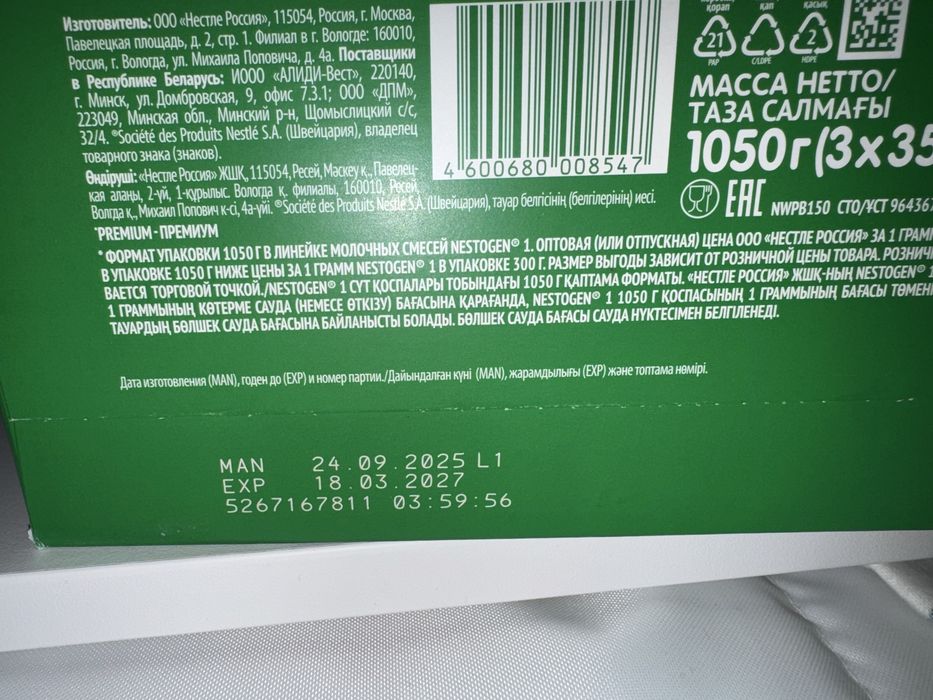 Изготовитель: ООО «Нестле Россия», 115054, Россия, г. Москва,
Павелецкая площадь, д. 2, стр. 1. Филиал в г. Вологде: 160010,
Россия, г. Вологда, ул. Михаила Поповича, д. 4а. Поставщики
в Республике Беларусь: ИООО «АЛИДИ-Вест», 220140,
г. Минск, ул. Домбровская, 9, офис 7.3.1; ООО «ДПМ»,
223049, Минская обл., Минский р-н, Щомыслицкий с/с,
32/4. ®Société des Produits Nestlé S.A. (Швейцария), владелец
товарного знака (знаков).
Өндіруші: «Нестле Россия» ЖШҚ, 115054, Ресей, Маскеу қ., Павелец-
кая алаңы, 2-үй, 1-құрылыс. Вологда қ. филиалы, 160010, Ресей,
Вологда қ., Михаил Попович к-сі, 4а-үйі. ®Société des Produits Nestlé S.A. (Швейцария), тауар белгісінің (белгілерінің) иесі.
4 600680 008547
қорап
қап
қасық
21
PAP
4
C/LDPE
2
HDPE
МАССА НЕТТО/
ТАЗА САЛМАҒЫ
1050г (3x35
EAC
NWPB150 СТО/ҰСТ 964367
*PREMIUM - ПРЕМИУМ
* ФОРМАТ УПАКОВКИ 1050 Г В ЛИНЕЙКЕ МОЛОЧНЫХ СМЕСЕЙ NESTOGEN® 1. ОПТОВАЯ (ИЛИ ОТПУСКНАЯ) ЦЕНА ООО «НЕСТЛЕ РОССИЯ» ЗА 1 ГРАММ
В УПАКОВКЕ 1050 Г НИЖЕ ЦЕНЫ ЗА 1 ГРАММ NESTOGEN® 1 В УПАКОВКЕ 300 Г. РАЗМЕР ВЫГОДЫ ЗАВИСИТ ОТ РОЗНИЧНОЙ ЦЕНЫ ТОВАРА. РОЗНИЧН
ВАЕТСЯ ТОРГОВОЙ ТОЧКОЙ./NESTOGEN® 1 СҮТ ҚОСПАЛАРЫ ТОБЫНДАҒЫ 1050 Г ҚАПТАМА ФОРМАТЫ. «НЕСТЛЕ РОССИЯ» ЖШҚ-НЫҢ NESTOGEN® 1
1 ГРАММЫНЫҢ КӨТЕРМЕ САУДА (НЕМЕСЕ ӨТКІЗУ) БАҒАСЫНА ҚАРАҒАНДА, NESTOGEN® 1 1050 Г ҚОСПАСЫНЫҢ 1 ГРАММЫНЫҢ БАҒАСЫ ТӨМЕН
ТАУАРДЫҢ БӨЛШЕК САУДА БАҒАСЫНА БАЙЛАНЫСТЫ БОЛАДЫ. БӨЛШЕК САУДА БАҒАСЫ САУДА НҮКТЕСІМЕН БЕЛГІЛЕНЕДІ.
Дата изготовления (MAN), годен до (EXP) и номер партии./Дайындалған күні (MAN), жарамдылығы (EXP) және топтама нөмірі.
MAN 24.09.2025 L1
EXP 18.03.2027
5267167811 03:59:56